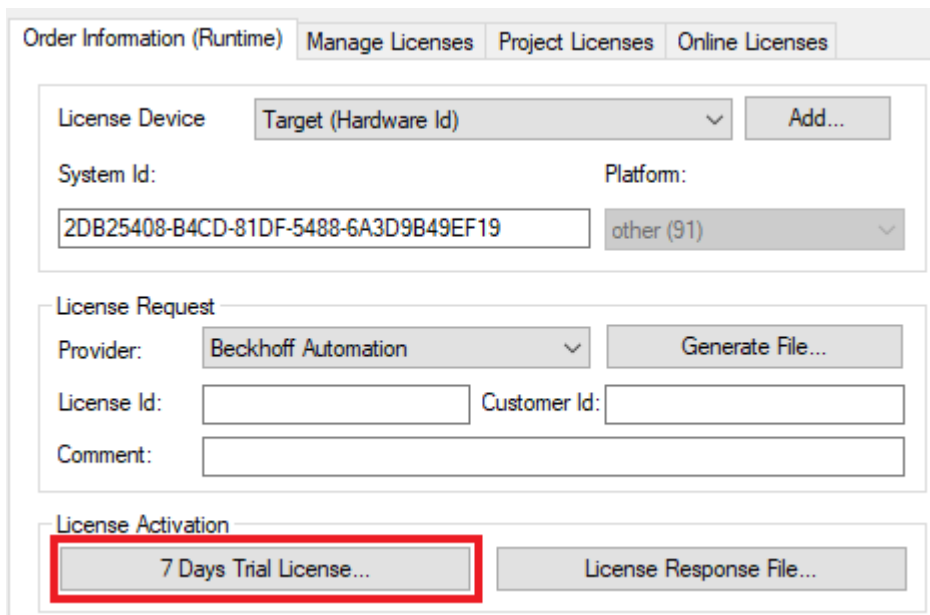 Order Information (Runtime) Manage Licenses Project Licenses Online Licenses
License Device Target (Hardware Id) Add...
System Id: Platform:
2DB25408-B4CD-81DF-5488-6A3D9B49EF19 other (91)
License Request
Provider: Beckhoff Automation Generate File...
License Id: Customer Id:
Comment:
License Activation
7 Days Trial License... License Response File...